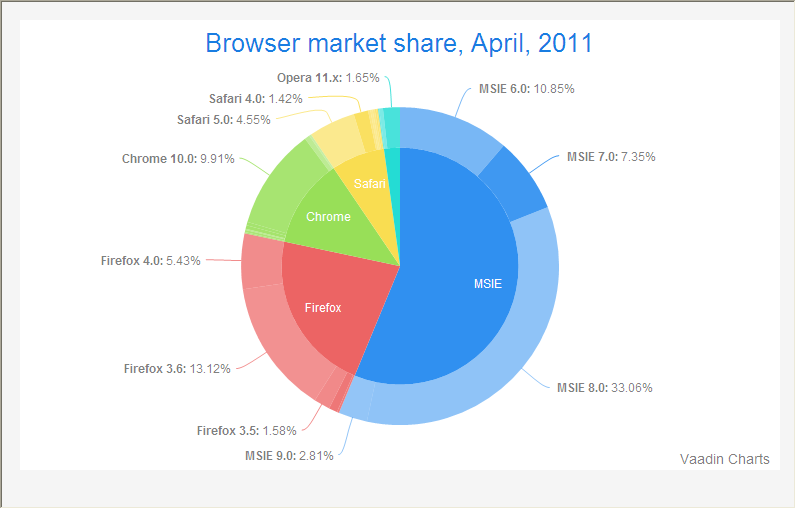 Browser market share, April, 2011
Opera 11.x: 1.65%
MSIE 6.0: 10.85%
Safari 4.0: 1.42%
Safari 5.0: 4.55%
Chrome 10.0: 9.91%
MSIE 7.0: 7.35%
Safari
Chrome
Firefox 4.0: 5.43%
MSIE
Firefox
Firefox 3.6: 13.12%
MSIE 8.0: 33.06%
Firefox 3.5: 1.58%
MSIE 9.0: 2.81%
Vaadin Charts